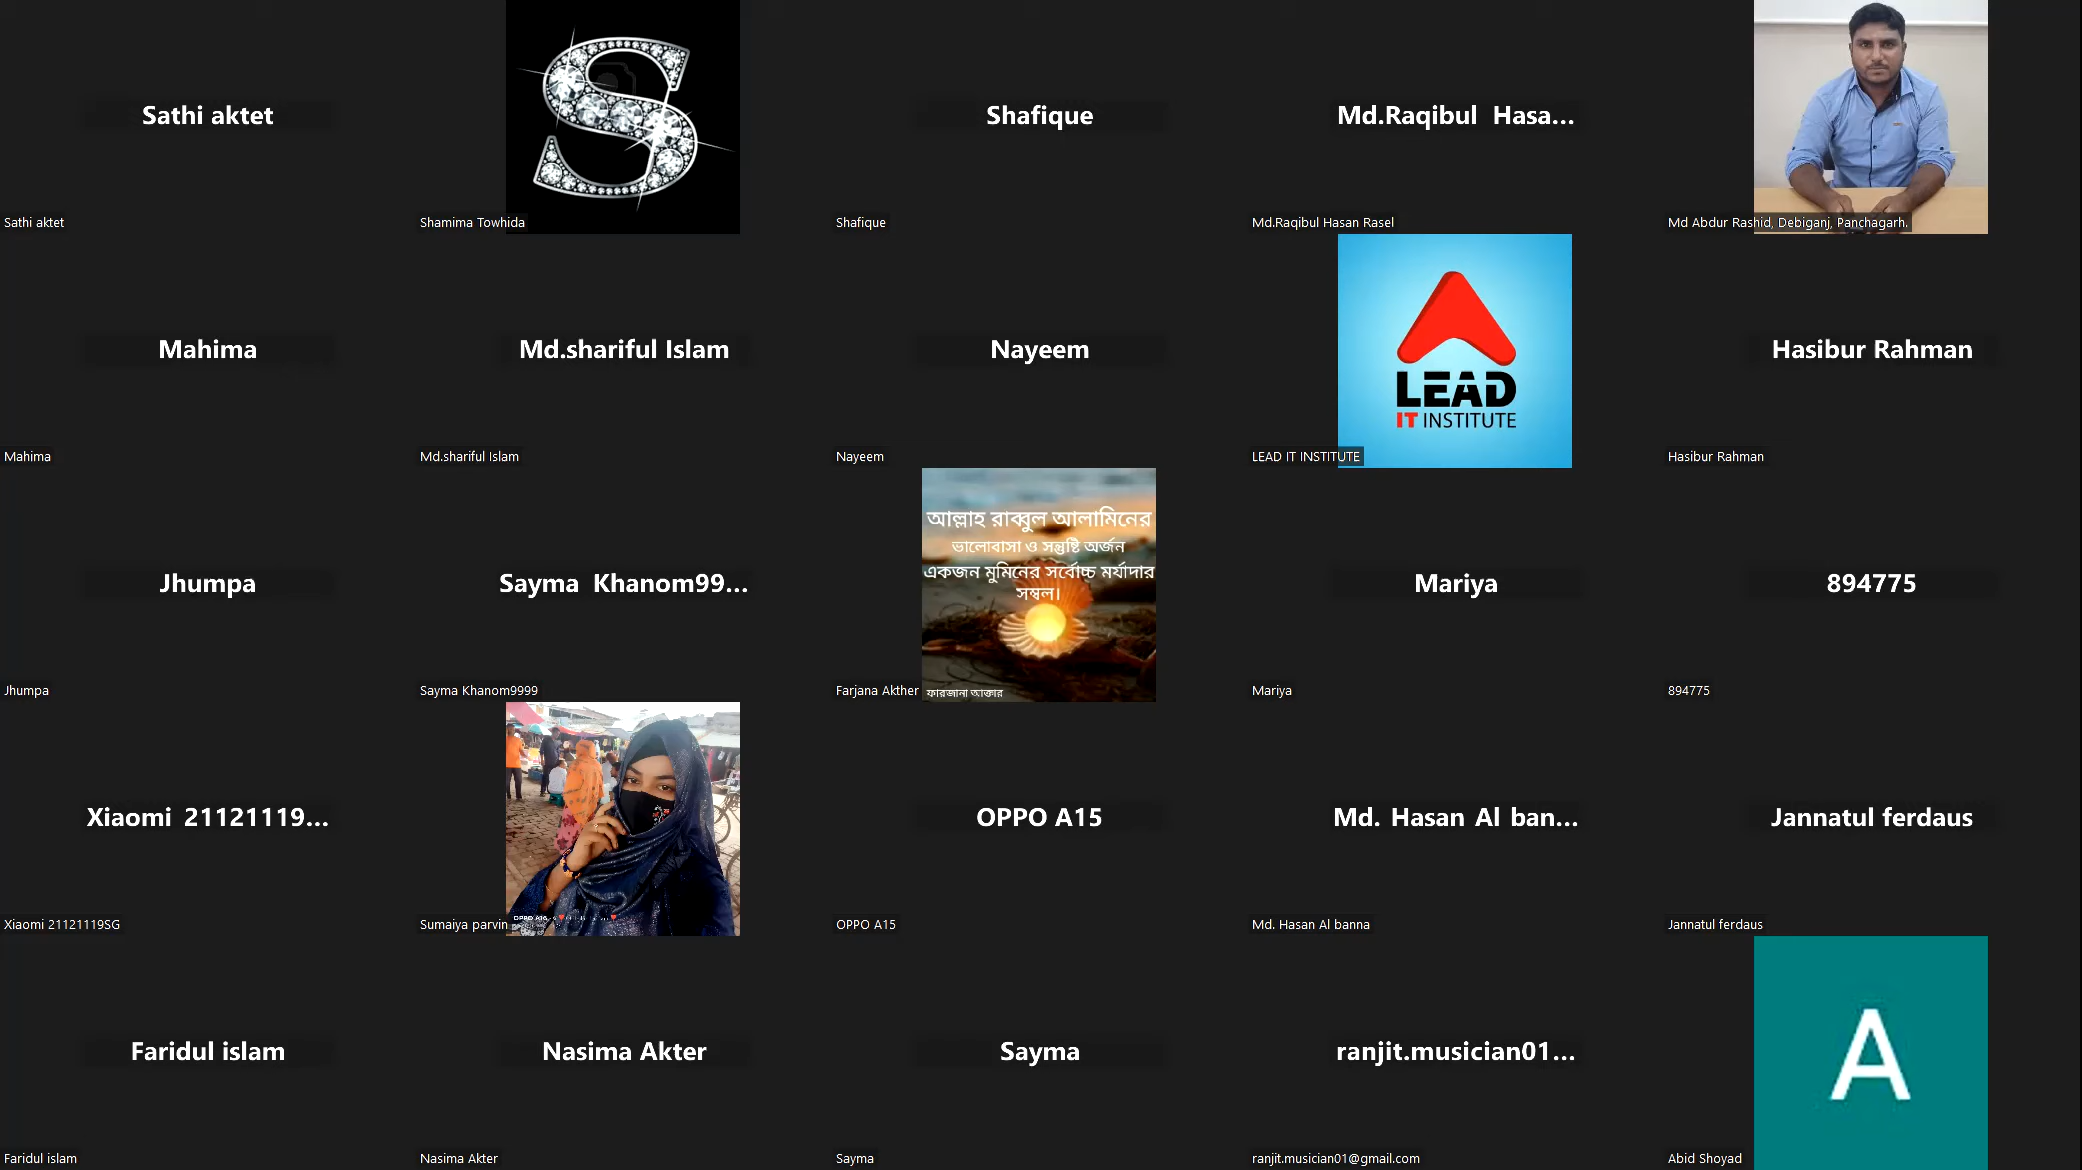 Sathi aktet
Sathi aktet
S
Shamima Towhida
Shafique
Shafique
Md.Raqibul Hasa...
Md.Raqibul Hasan Rasel
Md Abdur Rashid, Debiganj, Panchagarh.
Mahima
Mahima
Md.shariful Islam
Md.shariful Islam
Nayeem
Nayeem
LEAD
IT INSTITUTE
LEAD IT INSTITUTE
Hasibur Rahman
Hasibur Rahman
Jhumpa
Jhumpa
Sayma Khanom99...
Sayma Khanom9999
আল্লাহ রাব্বুল আলামিনের
ভালোবাসা ও সন্তুষ্টি অর্জন
একজন মুমিনের সর্বোচ্চ মর্যাদার
সম্বল।
ফারজানা আক্তার
Farjana Akther
Mariya
Mariya
894775
894775
Xiaomi 21121119...
Xiaomi 21121119SG
OPPO A16
Sumaiya parvin
OPPO A15
OPPO A15
Md. Hasan Al ban...
Md. Hasan Al banna
Jannatul ferdaus
Jannatul ferdaus
Faridul islam
Faridul islam
Nasima Akter
Nasima Akter
Sayma
Sayma
ranjit.musician01...
ranjit.musician01@gmail.com
A
Abid Shoyad